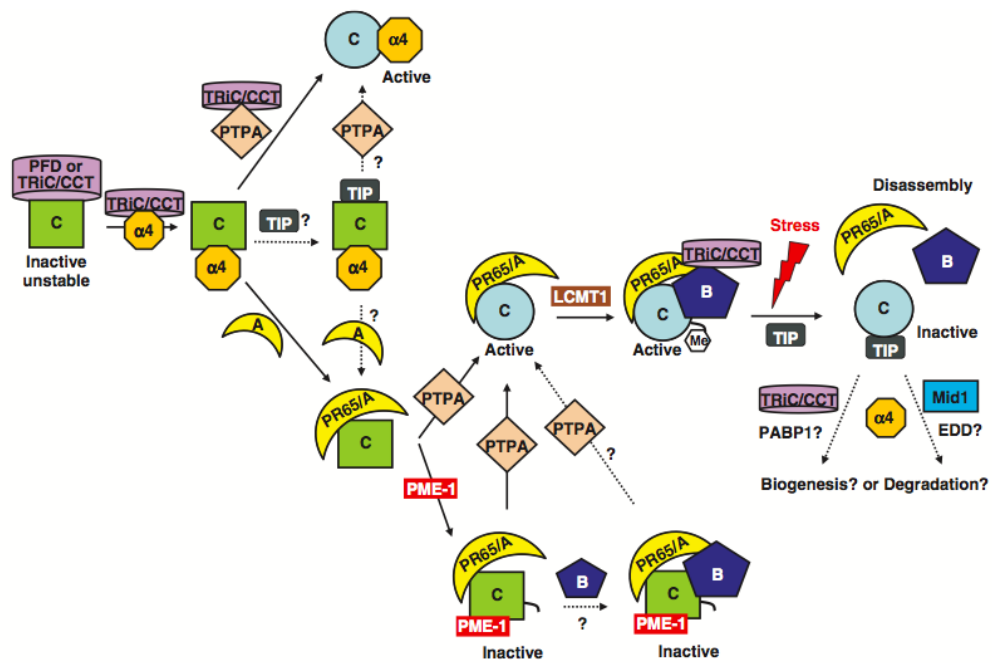 C
α4
Active
TRiC/CCT
PTPA
PTPA
?
PFD or
TRiC/CCT
C
Inactive
unstable
TRiC/CCT
α4
C
α4
TIP
?
TIP
C
α4
A
?
A
PR65/A
C
PTPA
PME-1
PR65/A
C
Active
LCMT1
PR65/A
TRiC/CCT
B
C
Me
Active
Stress
TIP
Disassembly
PR65/A
B
C
TIP
Inactive
TRiC/CCT
PABP1?
α4
Mid1
EDD?
Biogenesis? or Degradation?
PTPA
PTPA
?
PR65/A
C
PME-1
Inactive
B
?
PR65/A
B
C
PME-1
Inactive